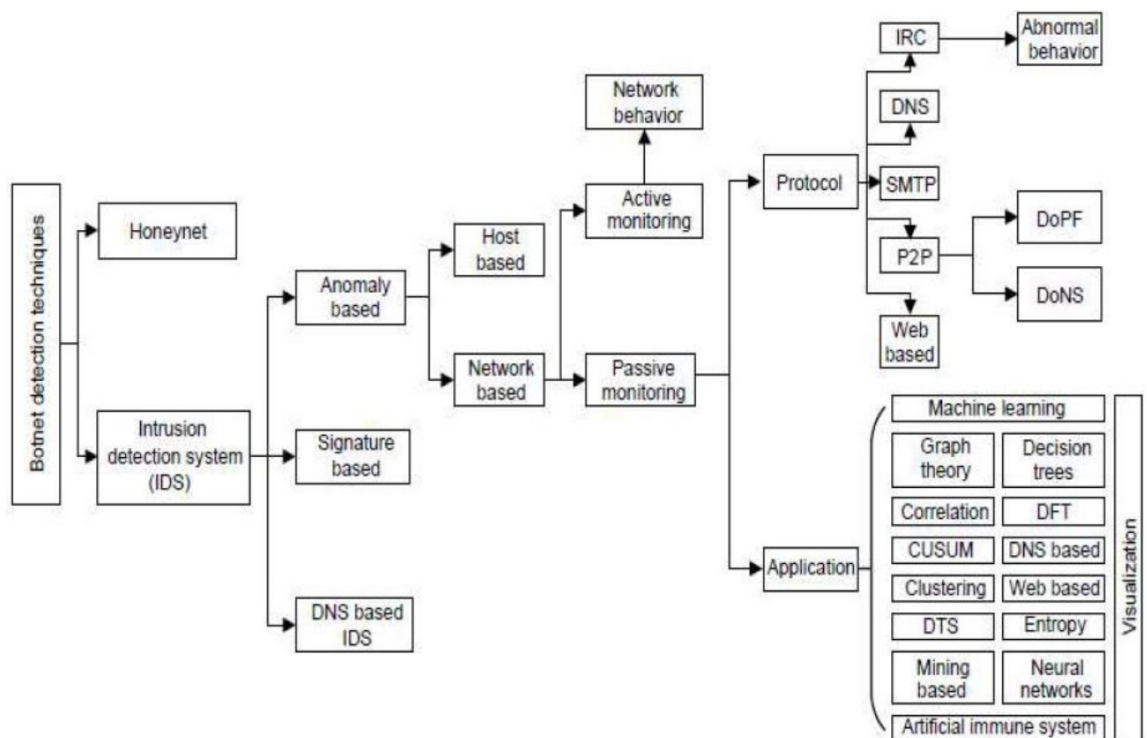 Botnet detection techniques
Honeynet
Intrusion
detection system
(IDS)
Anomaly
based
Signature
based
DNS based
IDS
Host
based
Network
based
Network
behavior
Active
monitoring
Passive
monitoring
Protocol
Application
IRC
Abnormal
behavior
DNS
SMTP
P2P
DoPF
DoNS
Web
based
Machine learning
Graph
theory
Decision
trees
Correlation
DFT
CUSUM
DNS based
Clustering
Web based
DTS
Entropy
Mining
based
Neural
networks
Artificial immune system
Visualization